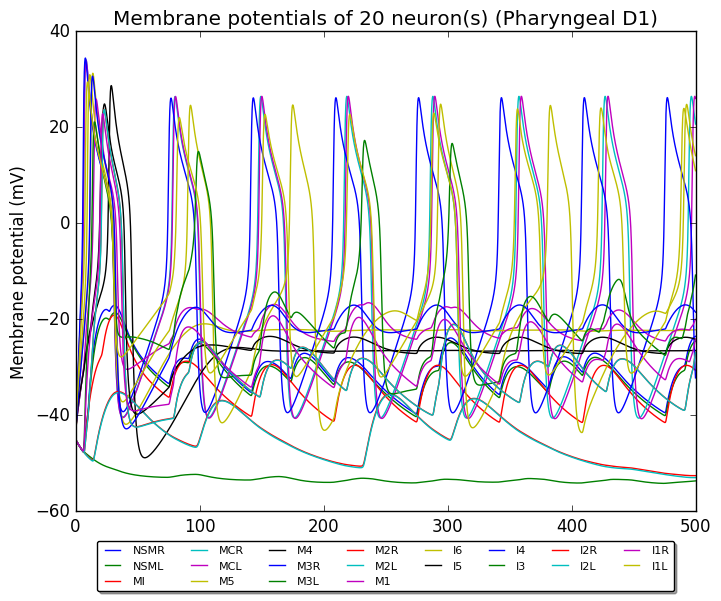 Membrane potentials of 20 neuron(s) (Pharyngeal D1)
Membrane potential (mV)
40
20
0
−20
−40
−60
0 100 200 300 400 500
NSMR MCR M4 M2R I6 I4 I2R I1R
NSML MCL M3R M2L I5 I3 I2L I1L
MI M5 M3L M1